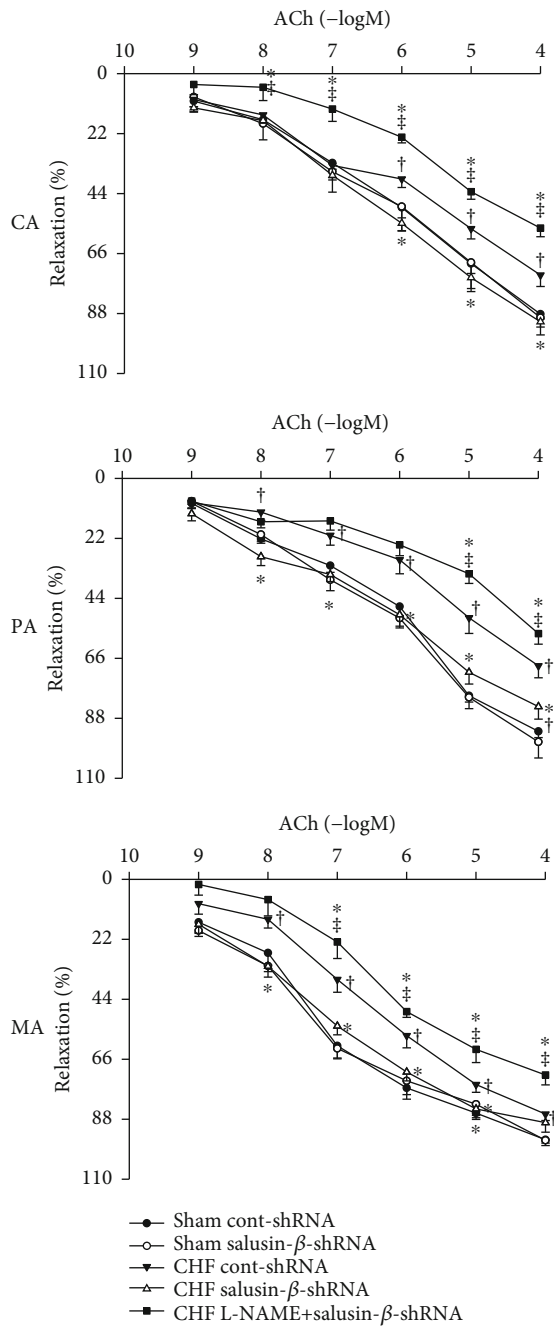 ACh (−logM)
10 9 8 7 6 5 4
0
22
44
66
88
110
CA
Relaxation (%)
* ‡ * ‡ * ‡ * ‡ * ‡
† † †
* * *
ACh (−logM)
10 9 8 7 6 5 4
0
22
44
66
88
110
PA
Relaxation (%)
† † † † †
* ‡ * ‡
* * * * *
†
ACh (−logM)
10 9 8 7 6 5 4
0
22
44
66
88
110
MA
Relaxation (%)
* ‡ * ‡ * ‡ * ‡
† † † † †
* * * * *
Sham cont-shRNA
Sham salusin-β-shRNA
CHF cont-shRNA
CHF salusin-β-shRNA
CHF L-NAME+salusin-β-shRNA